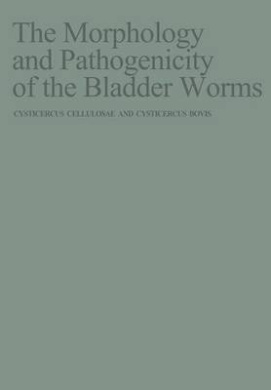 The Morphology
and Pathogenicity
of the Bladder Worms
CYSTICERCUS CELLULOSAE AND CYSTICERCUS BOVIS